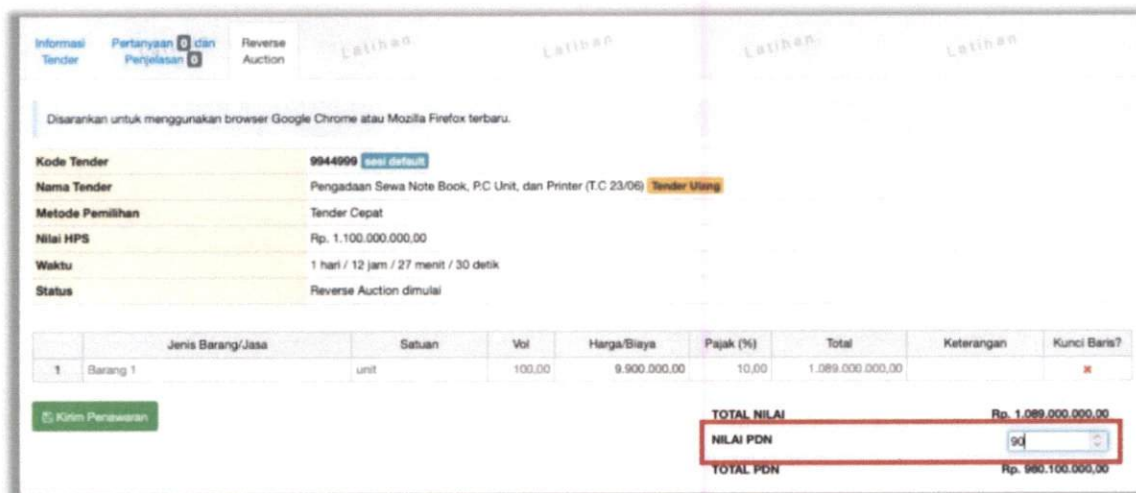 Informasi Tender
Pertanyaan 0 dan Penjelasan 0
Reverse Auction
Latihan Latihan Latihan Latihan
Disarankan untuk menggunakan browser Google Chrome atau Mozilla Firefox terbaru.
Kode Tender 9944999 sesi default
Nama Tender Pengadaan Sewa Note Book, P.C Unit, dan Printer (T.C 23/06) Tender Ulang
Metode Pemilihan Tender Cepat
Nilai HPS Rp. 1.100.000.000,00
Waktu 1 hari / 12 jam / 27 menit / 30 detik
Status Reverse Auction dimulai
Jenis Barang/Jasa Satuan Vol Harga/Biaya Pajak (%) Total Keterangan Kunci Baris?
1 Barang 1 unit 100,00 9.900.000,00 10,00 1.089.000.000,00
Kirim Penawaran
TOTAL NILAI Rp. 1.089.000.000,00
NILAI PDN 90
TOTAL PDN Rp. 980.100.000,00